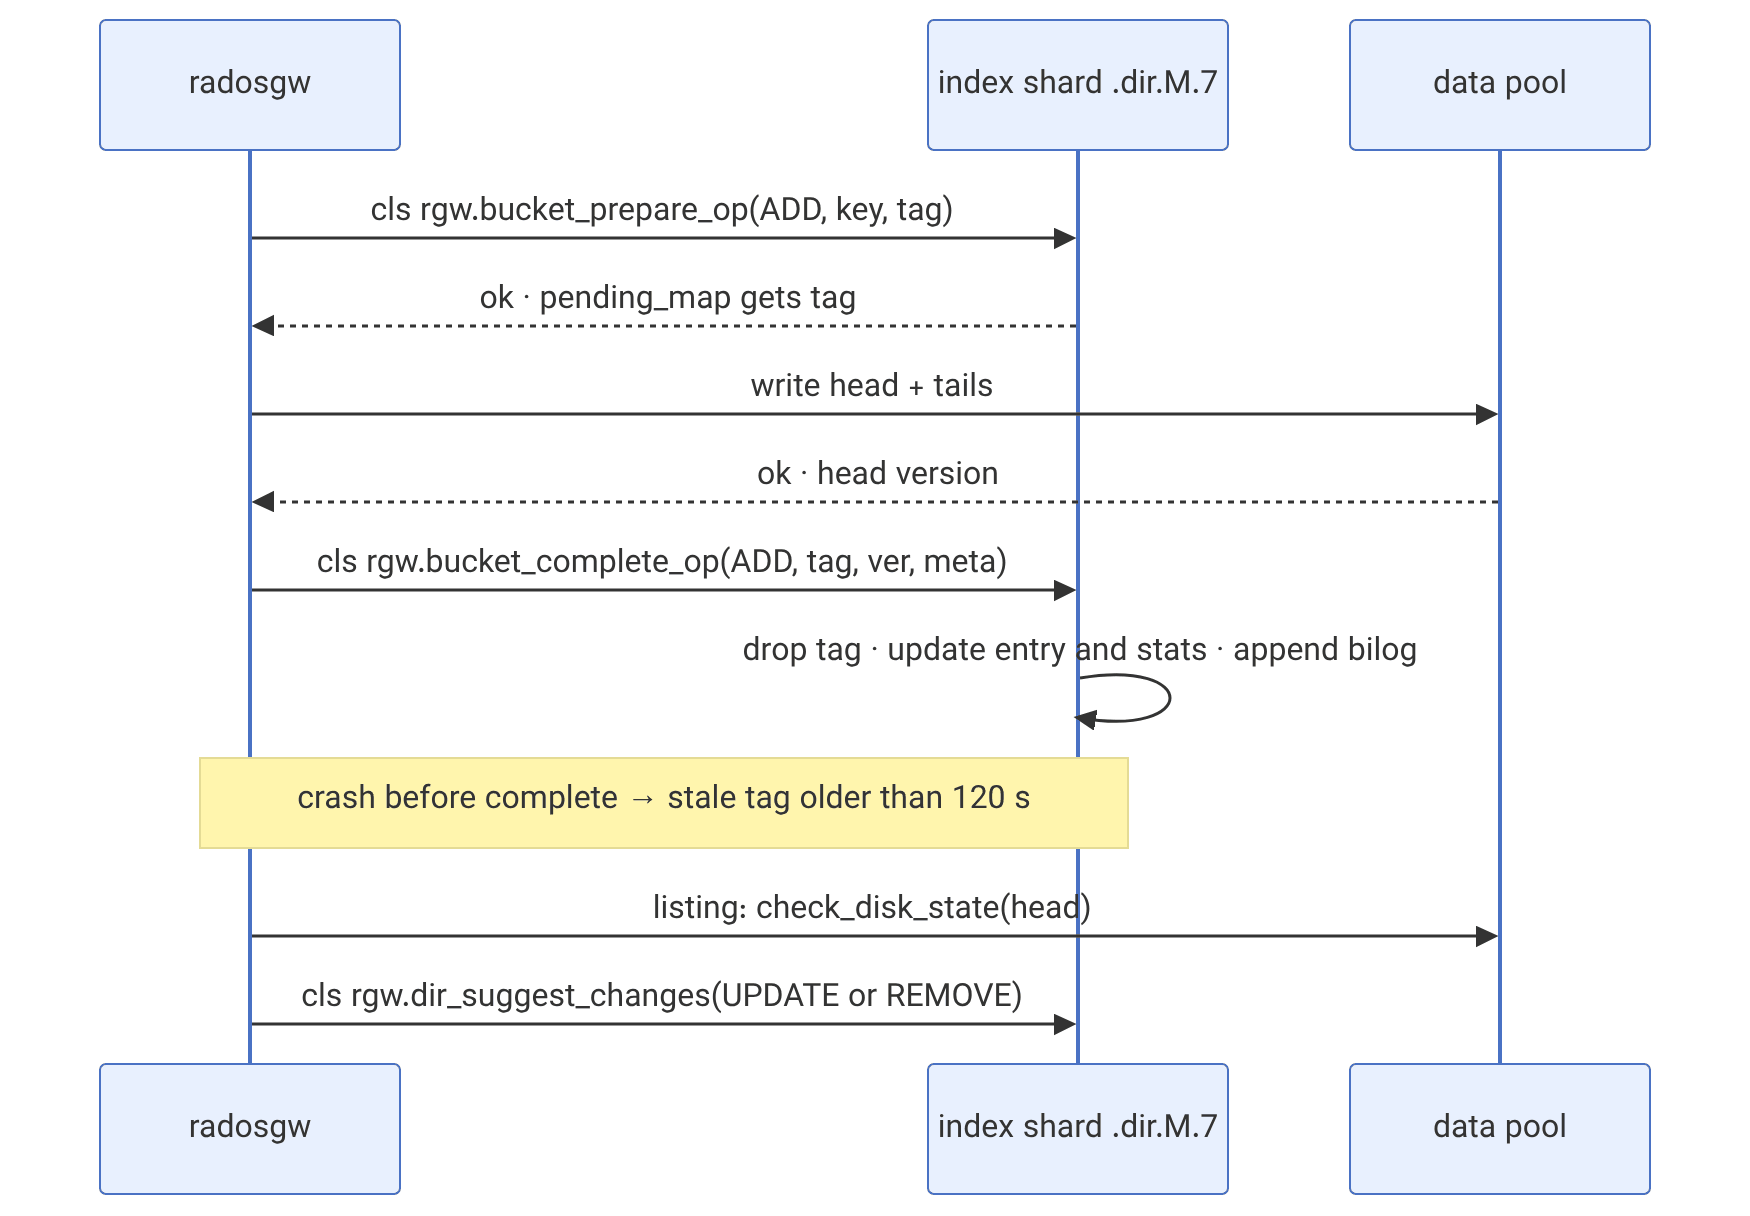 radosgw
index shard .dir.M.7
data pool
cls rgw.bucket_prepare_op(ADD, key, tag)
ok · pending_map gets tag
write head + tails
ok · head version
cls rgw.bucket_complete_op(ADD, tag, ver, meta)
drop tag · update entry and stats · append bilog
crash before complete → stale tag older than 120 s
listing: check_disk_state(head)
cls rgw.dir_suggest_changes(UPDATE or REMOVE)
radosgw
index shard .dir.M.7
data pool